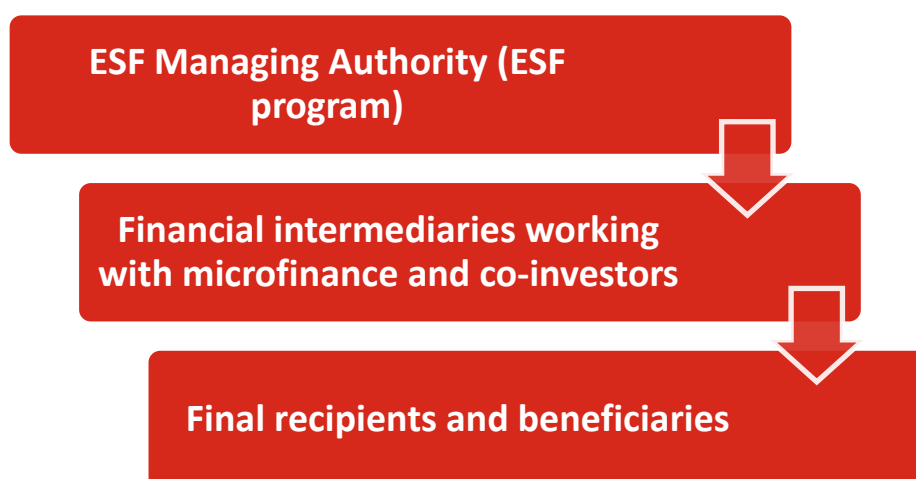 ESF Managing Authority (ESF
program)
Financial intermediaries working
with microfinance and co-investors
Final recipients and beneficiaries